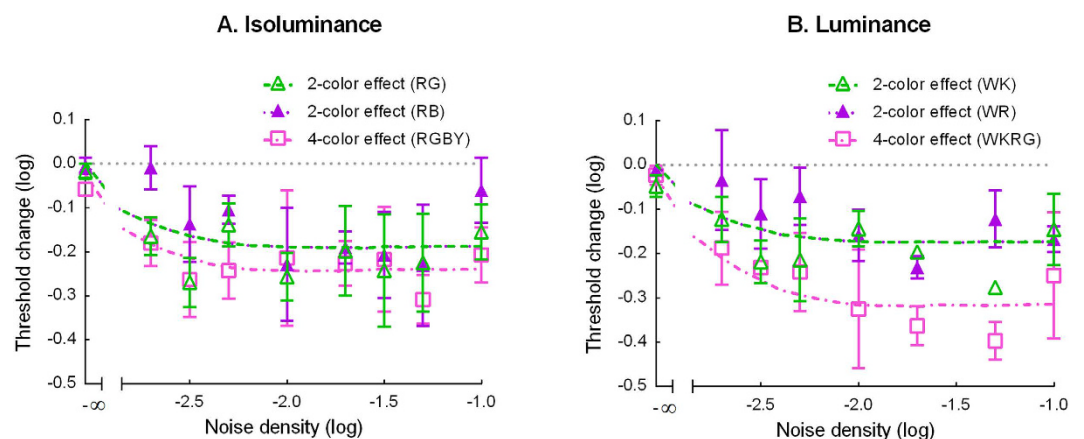 A. Isoluminance
2-color effect (RG)
2-color effect (RB)
4-color effect (RGBY)
Threshold change (log)
0.1
0.0
-0.1
-0.2
-0.3
-0.4
-0.5
-∞
-2.5
-2.0
-1.5
-1.0
Noise density (log)
B. Luminance
2-color effect (WK)
2-color effect (WR)
4-color effect (WKRG)
Threshold change (log)
0.1
0.0
-0.1
-0.2
-0.3
-0.4
-0.5
-∞
-2.5
-2.0
-1.5
-1.0
Noise density (log)